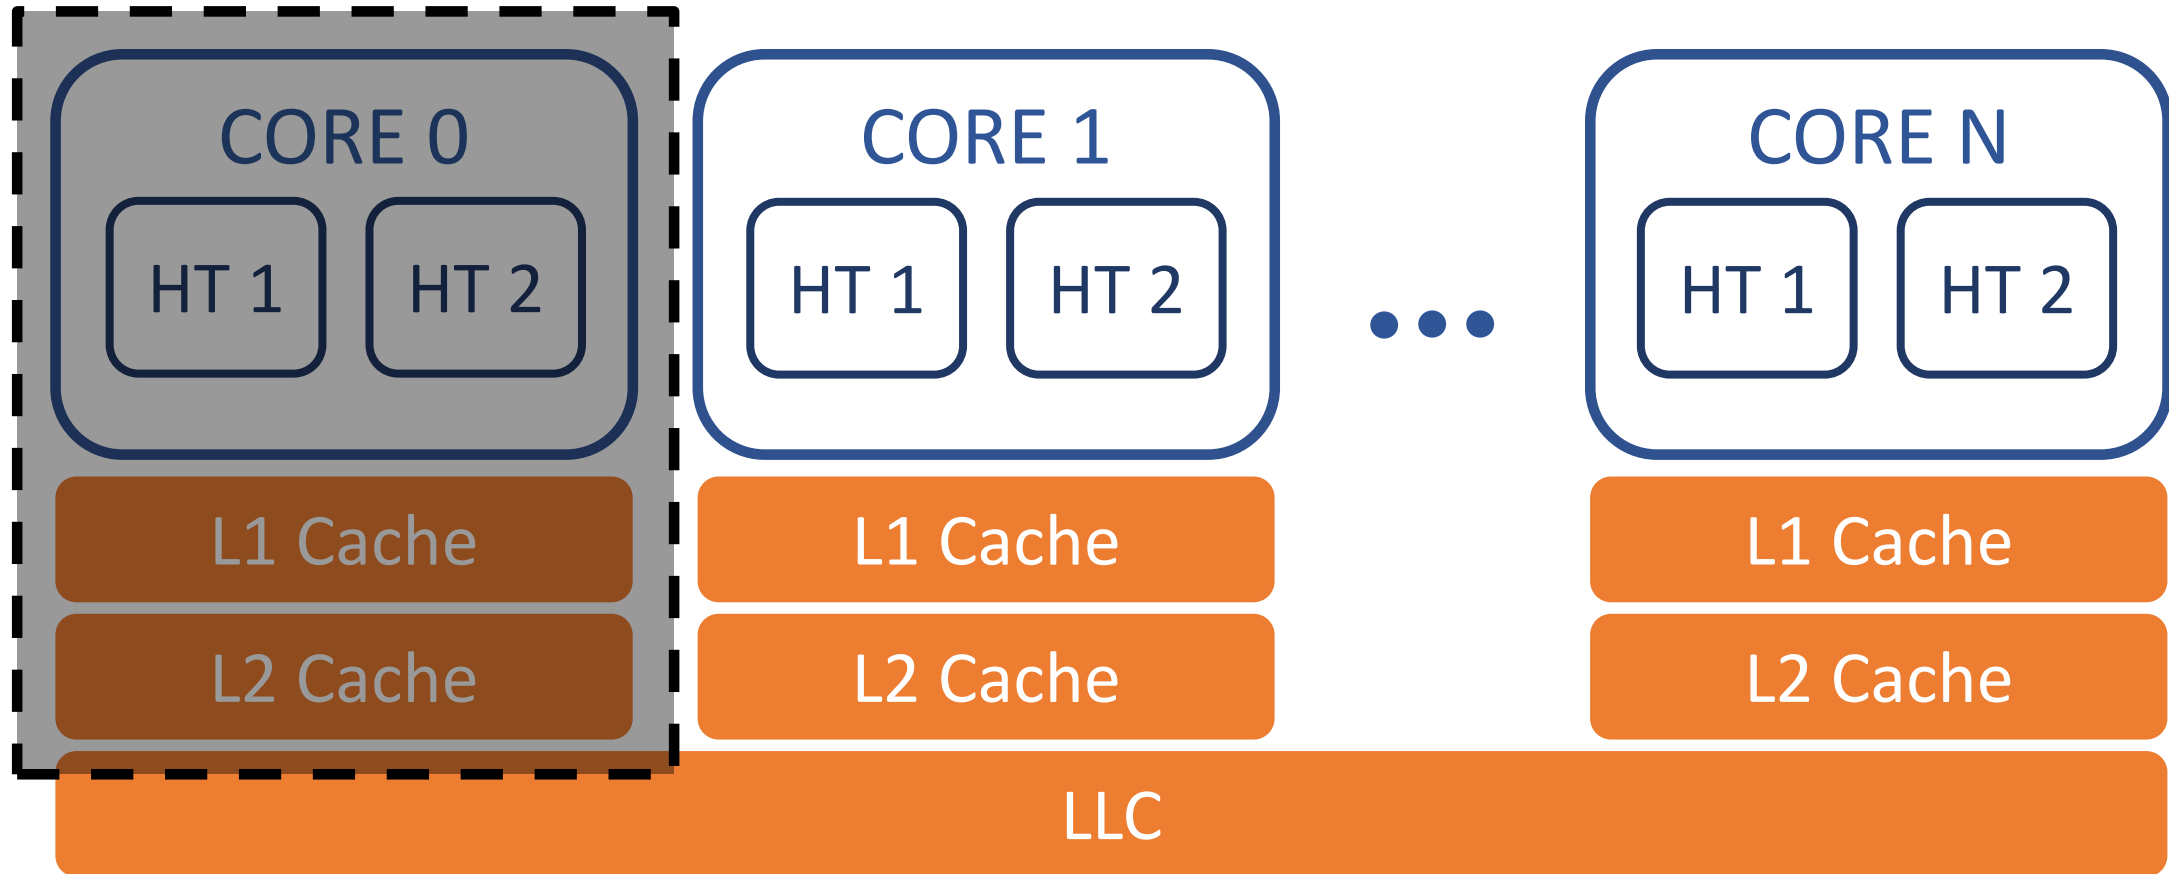 CORE 0
HT 1
HT 2
L1 Cache
L2 Cache
CORE 1
HT 1
HT 2
L1 Cache
L2 Cache
CORE N
HT 1
HT 2
L1 Cache
L2 Cache
LLC